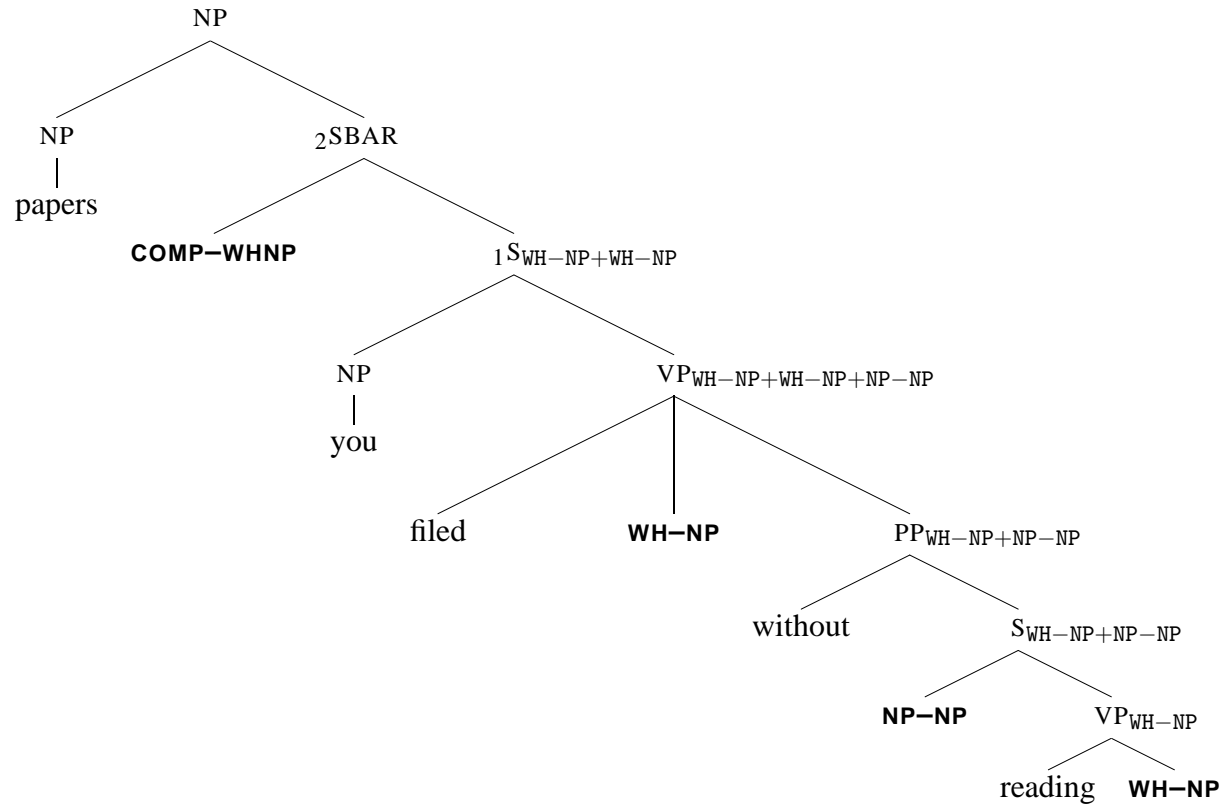 NP
NP 2SBAR
papers
COMP–WHNP 1SWH−NP+WH−NP
NP VPWH−NP+WH−NP+NP−NP
you
filed WH–NP PPWH−NP+NP−NP
without SWH−NP+NP−NP
NP–NP VPWH−NP
reading WH–NP